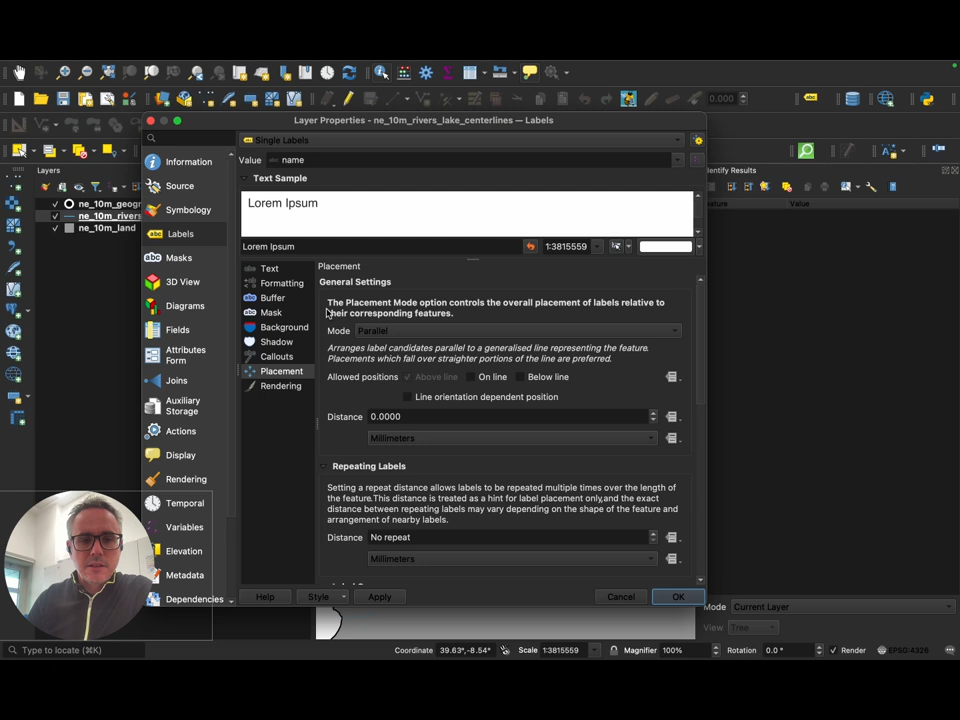 Layer Properties - ne_10m_rivers_lake_centerlines — Labels
Single Labels
Value abc name
Text Sample
Lorem Ipsum
Lorem Ipsum
1:3815559
Information
Source
Symbology
Labels
Masks
3D View
Diagrams
Fields
Attributes
Form
Joins
Auxiliary
Storage
Actions
Display
Rendering
Temporal
Variables
Elevation
Metadata
Dependencies
Text
Formatting
Buffer
Mask
Background
Shadow
Callouts
Placement
Rendering
Placement
General Settings
The Placement Mode option controls the overall placement of labels relative to
their corresponding features.
Mode Parallel
Arranges label candidates parallel to a generalised line representing the feature.
Placements which fall over straighter portions of the line are preferred.
Allowed positions Above line On line Below line
Line orientation dependent position
Distance 0.0000
Millimeters
Repeating Labels
Setting a repeat distance allows labels to be repeated multiple times over the length of
the feature.This distance is treated as a hint for label placement only,and the exact
distance between repeating labels may vary depending on the shape of the feature and
arrangement of nearby labels.
Distance No repeat
Millimeters
Help Style Apply Cancel OK
Layers
ne_10m_geogr
ne_10m_rivers
ne_10m_land
0.000
Identify Results
Value
Mode Current Layer
View Tree
Type to locate (⌘K)
Coordinate 39.63°,-8.54° Scale 1:3815559 Magnifier 100% Rotation 0.0 ° Render EPSG:4326